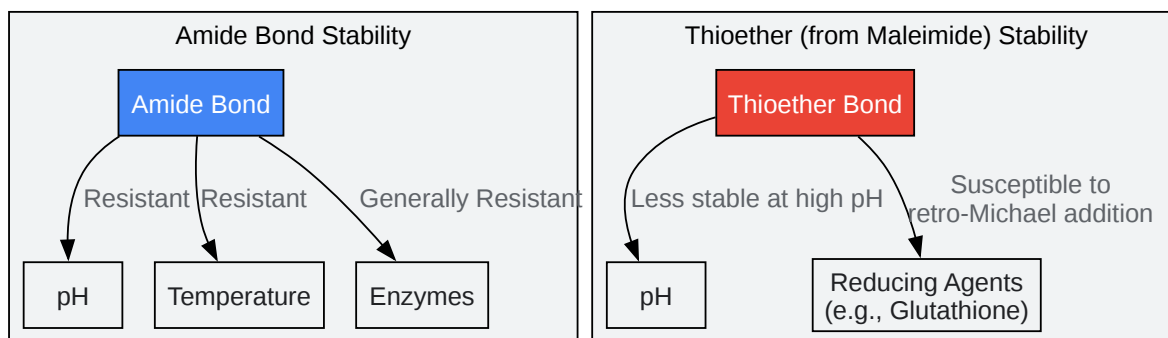 Amide Bond Stability
Amide Bond
Resistant
Resistant
Generally Resistant
pH
Temperature
Enzymes
Thioether (from Maleimide) Stability
Thioether Bond
Less stable at high pH
Susceptible to
retro-Michael addition
pH
Reducing Agents
(e.g., Glutathione)